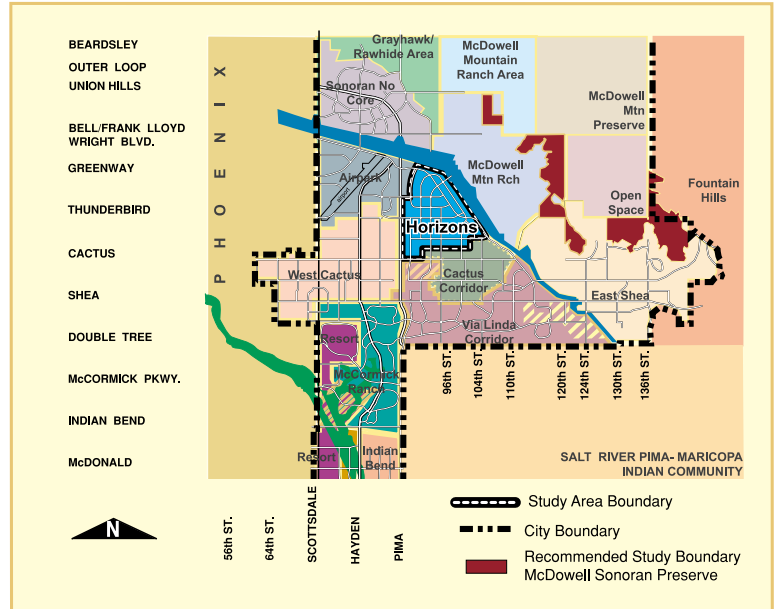 BEARDSLEY
OUTER LOOP
UNION HILLS
BELL/FRANK LLOYD
WRIGHT BLVD.
GREENWAY
THUNDERBIRD
CACTUS
SHEA
DOUBLE TREE
McCORMICK PKWY.
INDIAN BEND
McDONALD
PHOENIX
Grayhawk/
Rawhide Area
McDowell
Mountain
Ranch Area
Sonoran No
Core
McDowell
Mtn
Preserve
Airpark
airport
McDowell
Mtn Rch
Open
Space
Fountain
Hills
Horizons
West Cactus
Cactus
Corridor
East Shea
Via Linda
Corridor
Resort
McCormick
Ranch
Resort
Indian
Bend
96th ST.
104th ST.
110th ST.
120th ST.
124th ST.
130th ST.
136th ST.
SALT RIVER PIMA- MARICOPA
INDIAN COMMUNITY
N
56th ST.
64th ST.
SCOTTSDALE
HAYDEN
PIMA
Study Area Boundary
City Boundary
Recommended Study Boundary
McDowell Sonoran Preserve